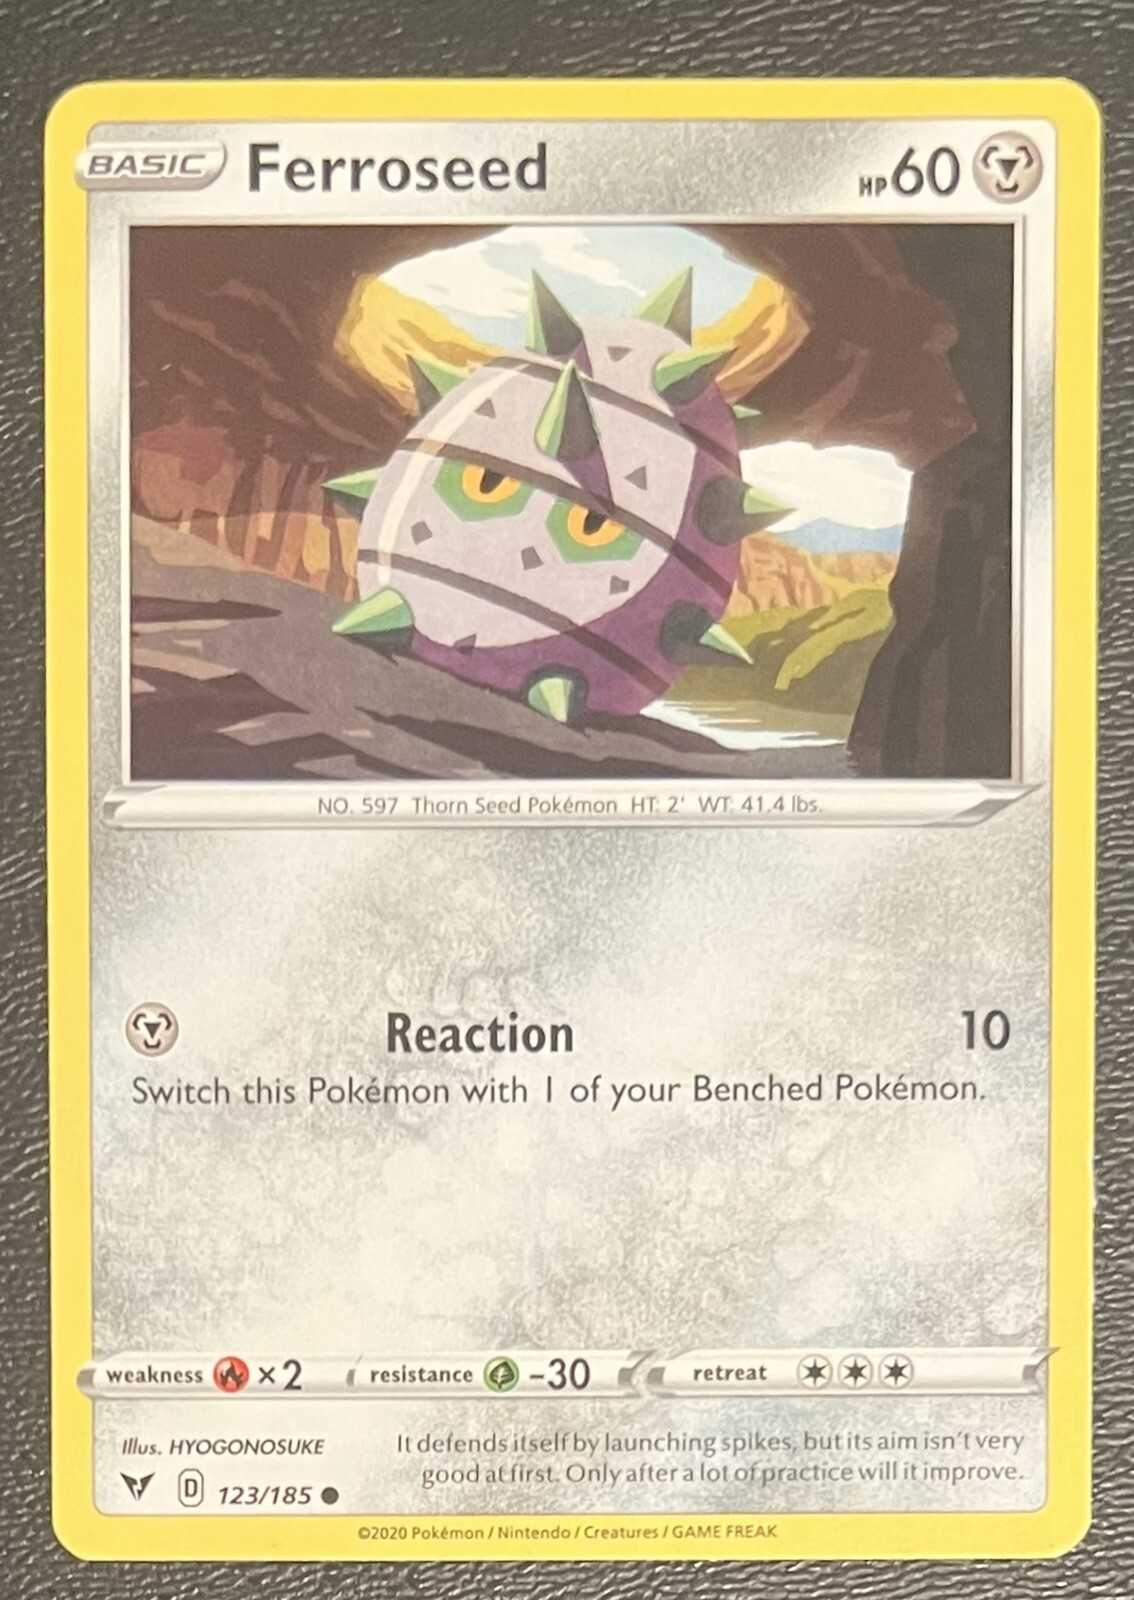 BASIC Ferroseed HP60
NO. 597 Thorn Seed Pokémon HT: 2' WT: 41.4 lbs.
Reaction 10
Switch this Pokémon with 1 of your Benched Pokémon.
weakness ×2 resistance -30 retreat
Illus. HYOGONOSUKE
It defends itself by launching spikes, but its aim isn't very
good at first. Only after a lot of practice will it improve.
D 123/185
©2020 Pokémon / Nintendo / Creatures / GAME FREAK